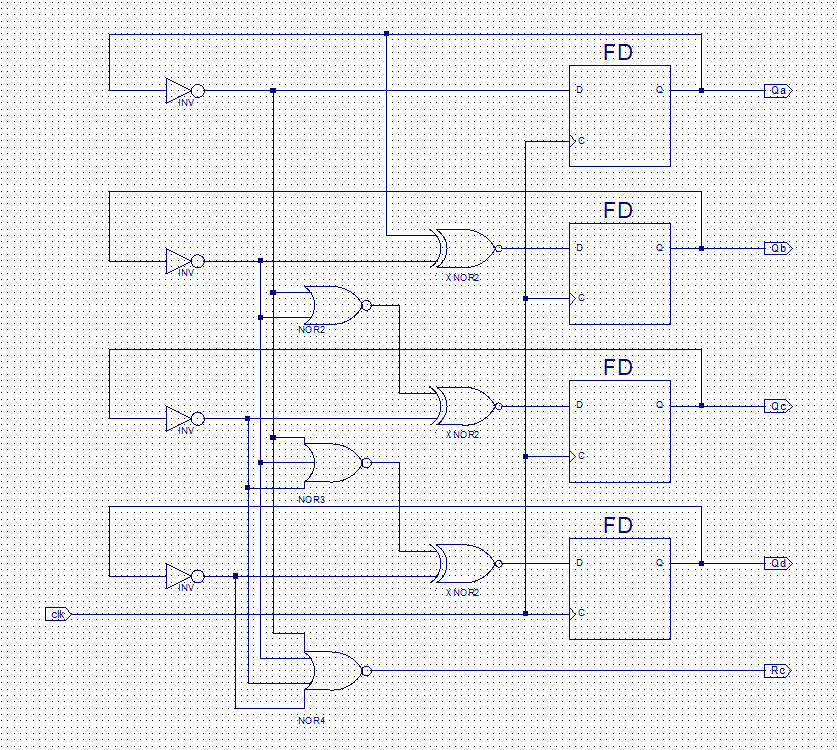 FD
D Q Qa
INV
C
FD
D Q Qb
INV
XNOR2
C
NOR2
FD
D Q Qc
INV
XNOR2
C
NOR3
FD
D Q Qd
INV
XNOR2
clk
C
Rc
NOR4